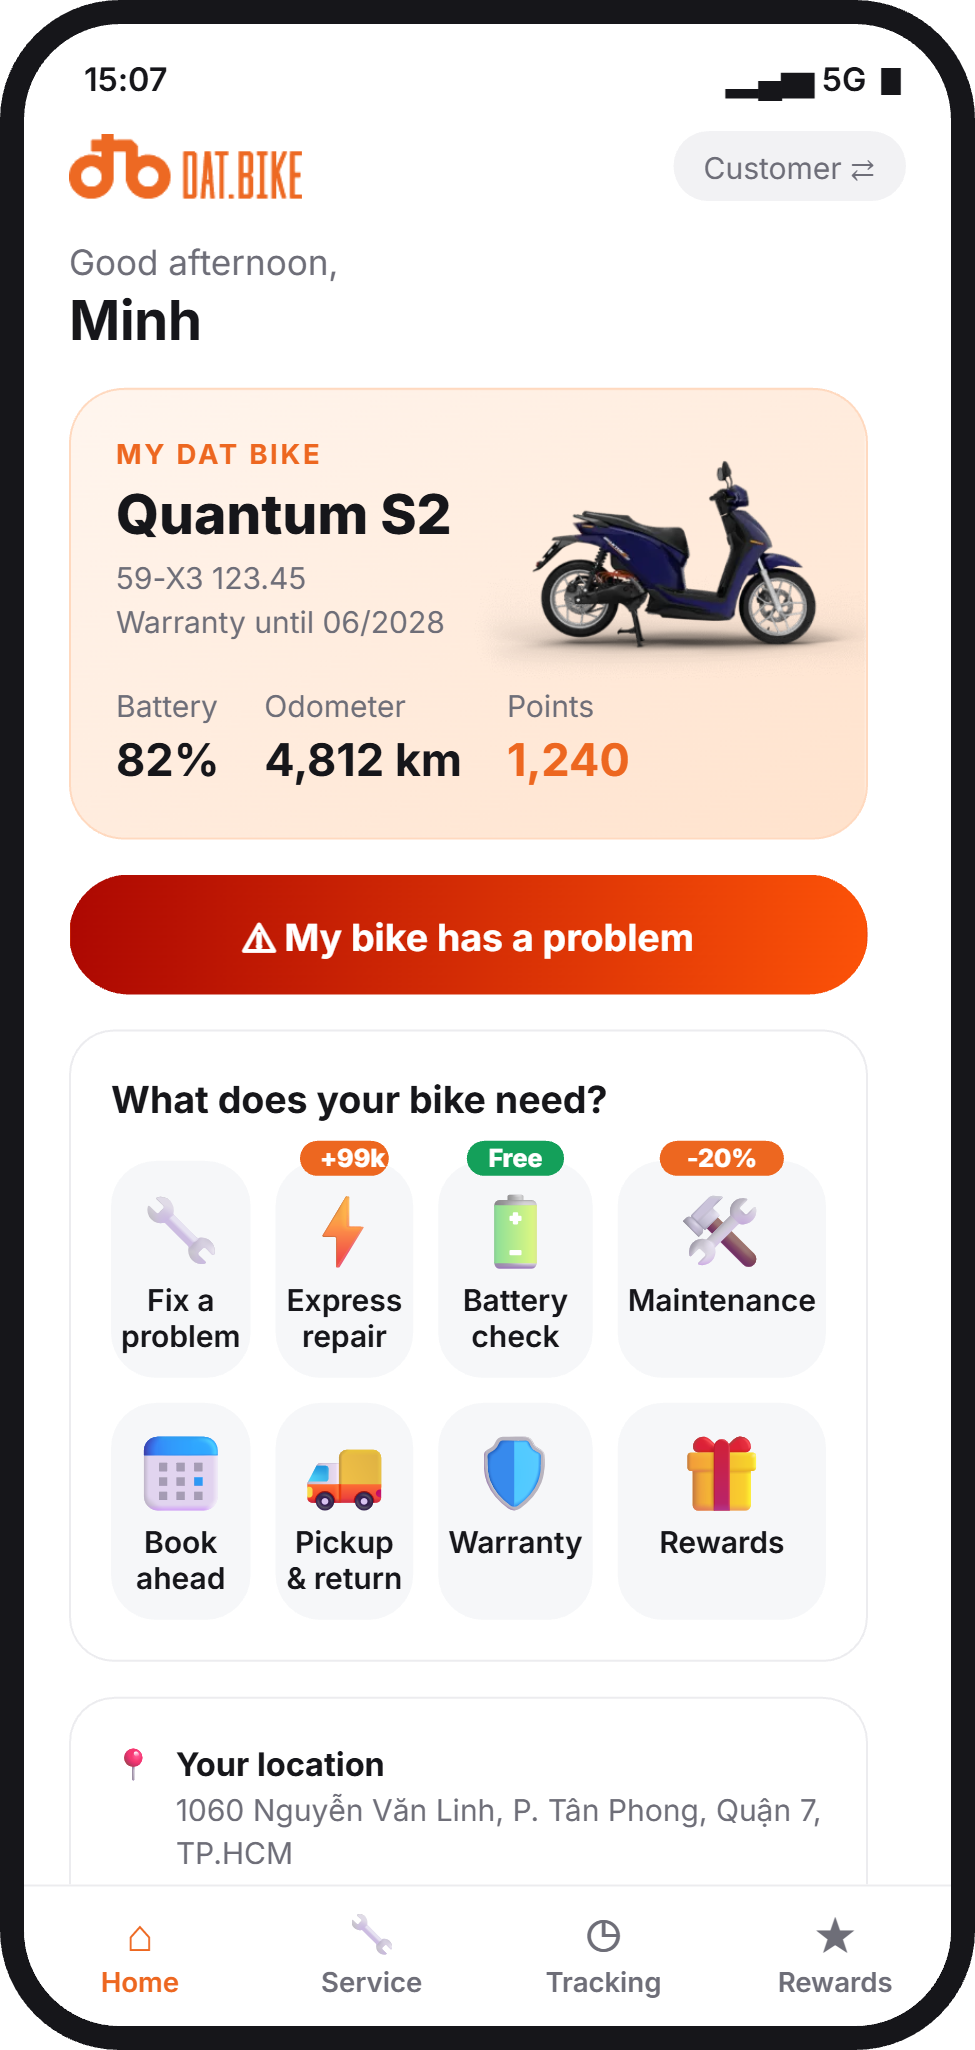 15:07
5G
DAT.BIKE
Customer ⇄
Good afternoon,
Minh
MY DAT BIKE
Quantum S2
59-X3 123.45
Warranty until 06/2028
Battery Odometer Points
82% 4,812 km 1,240
⚠ My bike has a problem
What does your bike need?
+99k Free -20%
Fix a
problem
Express
repair
Battery
check
Maintenance
Book
ahead
Pickup
& return
Warranty
Rewards
Your location
1060 Nguyễn Văn Linh, P. Tân Phong, Quận 7,
TP.HCM
Home Service Tracking Rewards